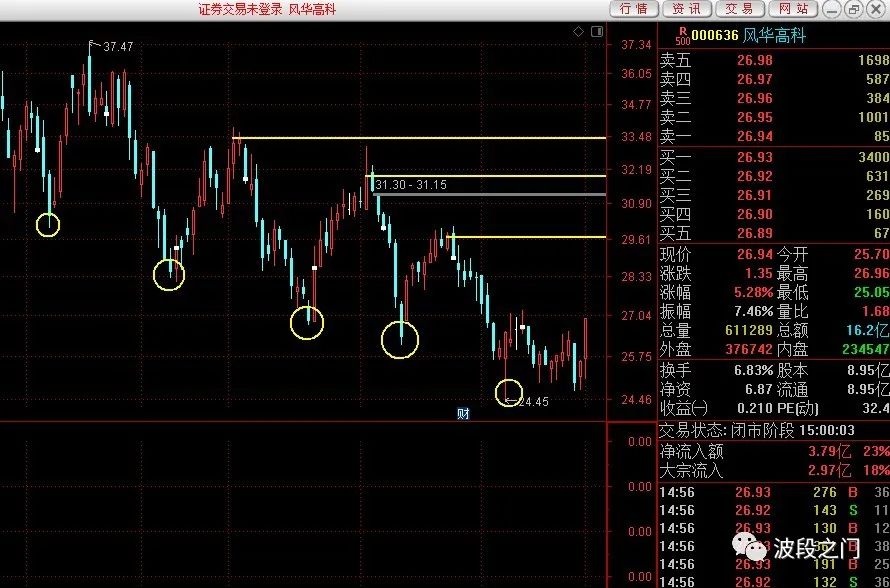 证券交易未登录 风华高科
行情 资讯 交易 网站
37.47
31.30 - 31.15
24.45
财
37.34
36.05
34.77
33.48
32.19
30.90
29.61
28.33
27.04
25.75
24.46
0.00
0.00
0.00
0.00
R 500 000636 风华高科
卖五 26.98 1698
卖四 26.97 587
卖三 26.96 384
卖二 26.95 1001
卖一 26.94 85
买一 26.93 3400
买二 26.92 631
买三 26.91 269
买四 26.90 160
买五 26.89 67
现价 26.94 今开 25.70
涨跌 1.35 最高 26.96
涨幅 5.28% 最低 25.05
振幅 7.46% 量比 1.68
总量 611289 总额 16.2亿
外盘 376742 内盘 234547
换手 6.83% 股本 8.95亿
净资 6.87 流通 8.95亿
收益㈠ 0.210 PE(动) 32.4
交易状态: 闭市阶段 15:00:03
净流入额 3.79亿 23%
大宗流入 2.97亿 18%
14:56 26.93 276 B 36
14:56 26.92 143 S 11
14:56 26.93 130 B 12
14:56 B 38
14:56 26.93 191 B 25
14:56 26.92 132 S 36
波段之门